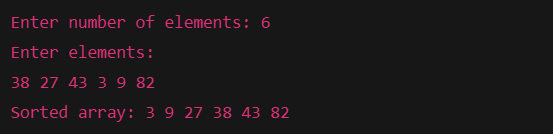 Enter number of elements: 6
Enter elements:
38 27 43 3 9 82
Sorted array: 3 9 27 38 43 82